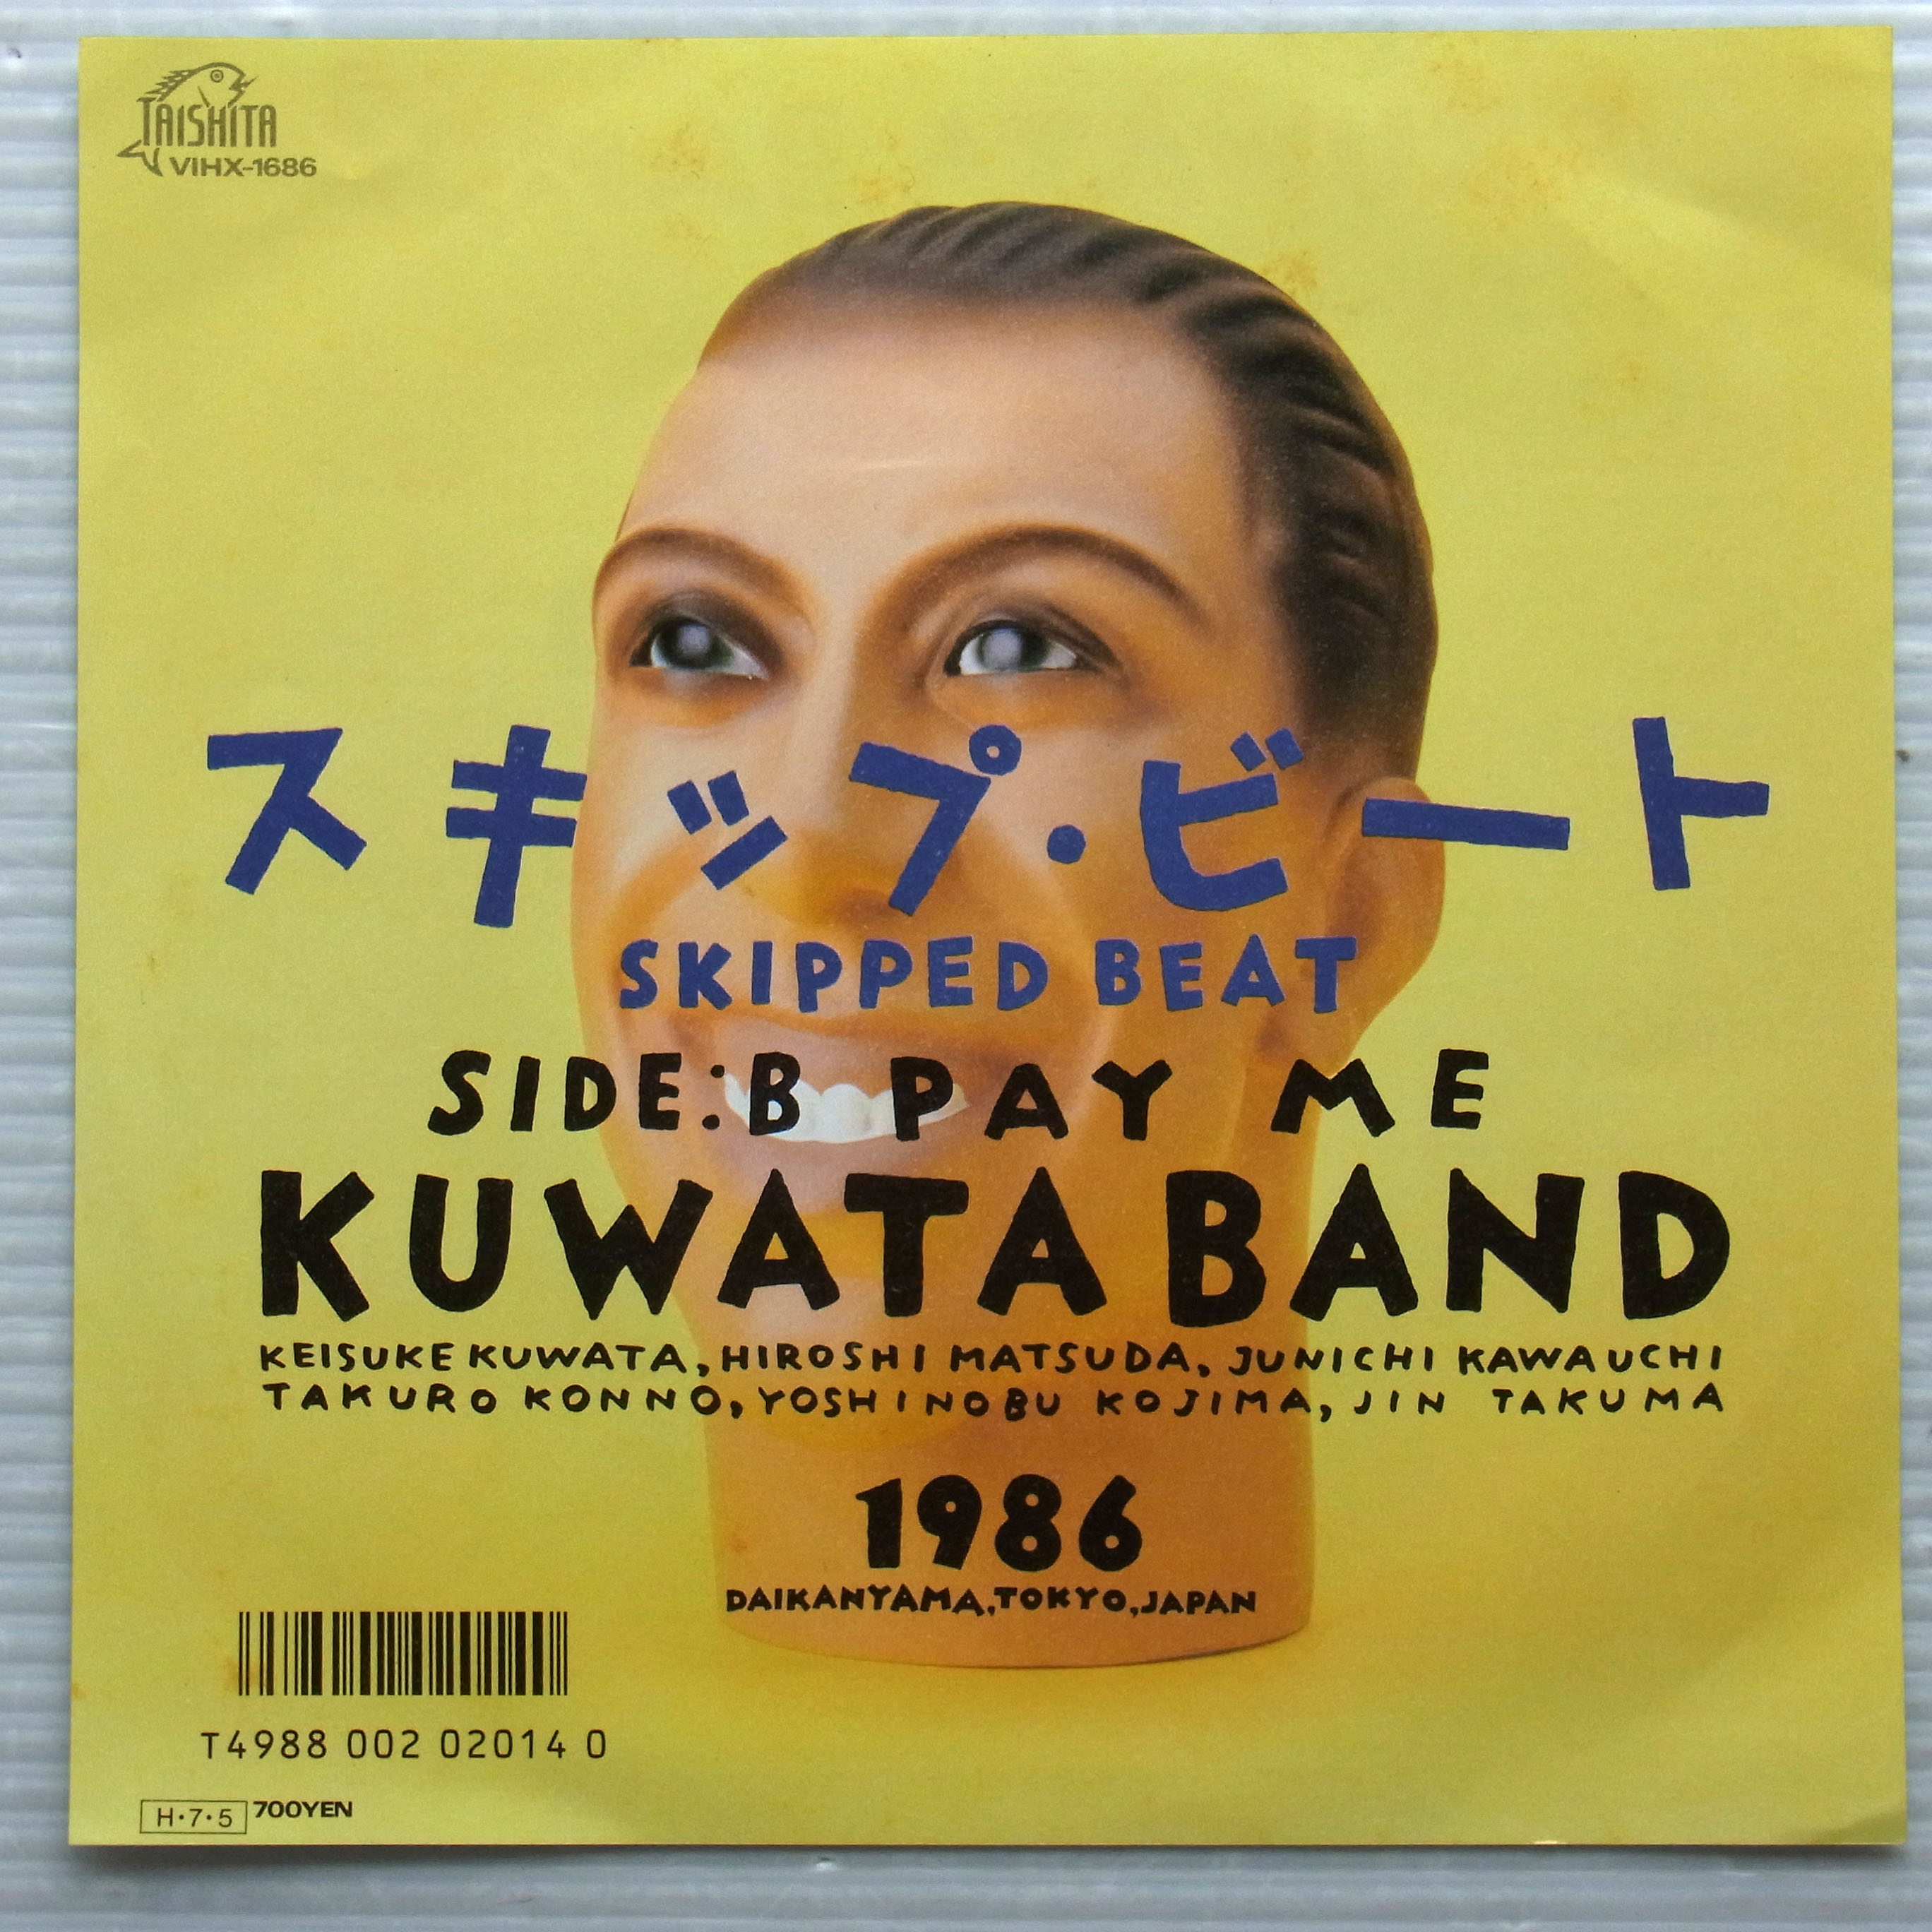 TAISHITA
VIHX-1686
スキップ・ビート
SKIPPED BEAT
SIDE:B PAY ME
KUWATA BAND
KEISUKE KUWATA, HIROSHI MATSUDA, JUNICHI KAWAUCHI
TAKURO KONNO, YOSHINOBU KOJIMA, JIN TAKUMA
1986
DAIKANYAMA, TOKYO, JAPAN
T4988 002 02014 0
H・7・5 700YEN